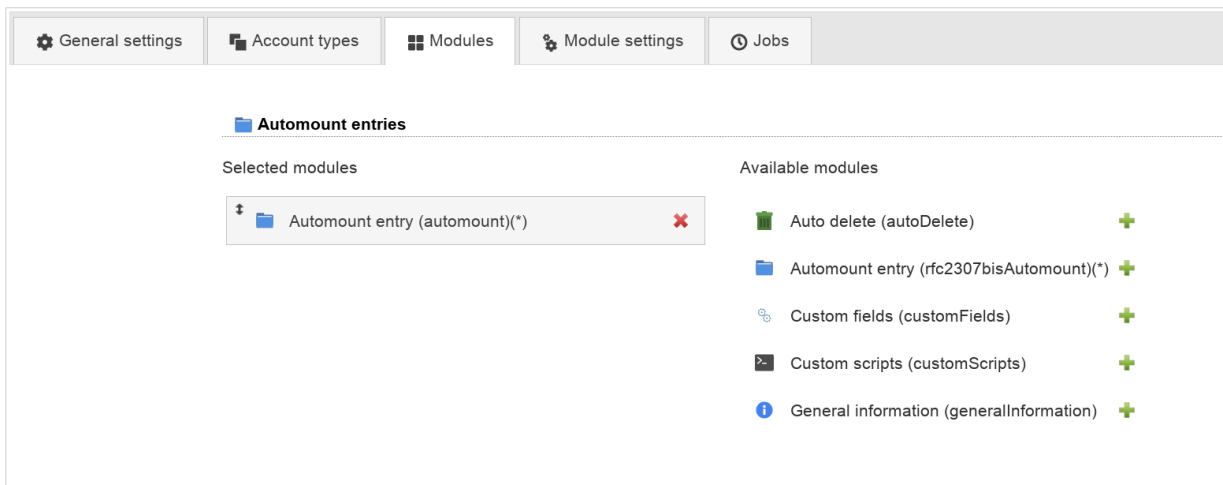 General settings
Account types
Modules
Module settings
Jobs
Automount entries
Selected modules
Automount entry (automount)(*)
Available modules
Auto delete (autoDelete)
Automount entry (rfc2307bisAutomount)(*)
Custom fields (customFields)
Custom scripts (customScripts)
General information (generalInformation)